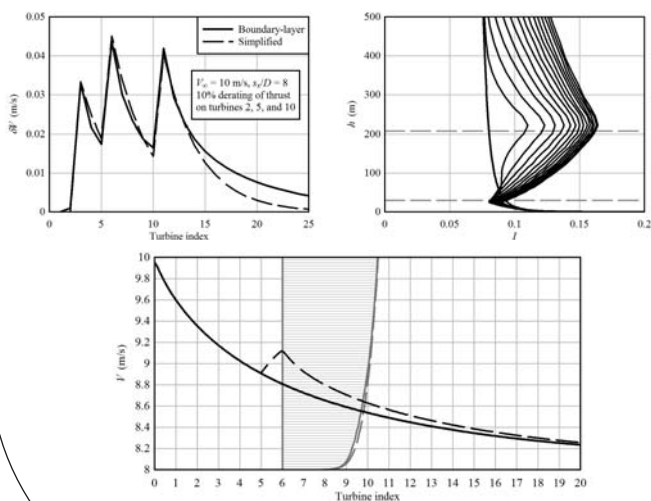 0.05
0.04
0.03
0.02
0.01
0
δV (m/s)
Boundary-layer
Simplified
V∞ = 10 m/s, sx/D = 8
10% derating of thrust
on turbines 2, 5, and 10
0 5 10 15 20 25
Turbine index
500
400
300
200
100
0
h (m)
0 0.05 0.1 0.15 0.2
I
10
9.8
9.6
9.4
9.2
9
8.8
8.6
8.4
8.2
8
V (m/s)
0 1 2 3 4 5 6 7 8 9 10 11 12 13 14 15 16 17 18 19 20
Turbine index